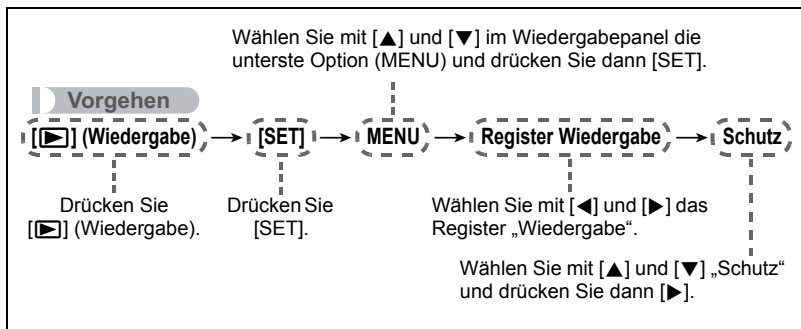 Wählen Sie mit [▲] und [▼] im Wiedergabepanel die
unterste Option (MENU) und drücken Sie dann [SET].
Vorgehen
[▶] (Wiedergabe) → [SET] → MENU → Register Wiedergabe → Schutz
Drücken Sie
[▶] (Wiedergabe).
Drücken Sie
[SET].
Wählen Sie mit [◀] und [▶] das
Register „Wiedergabe“.
Wählen Sie mit [▲] und [▼] „Schutz“
und drücken Sie dann [▶].